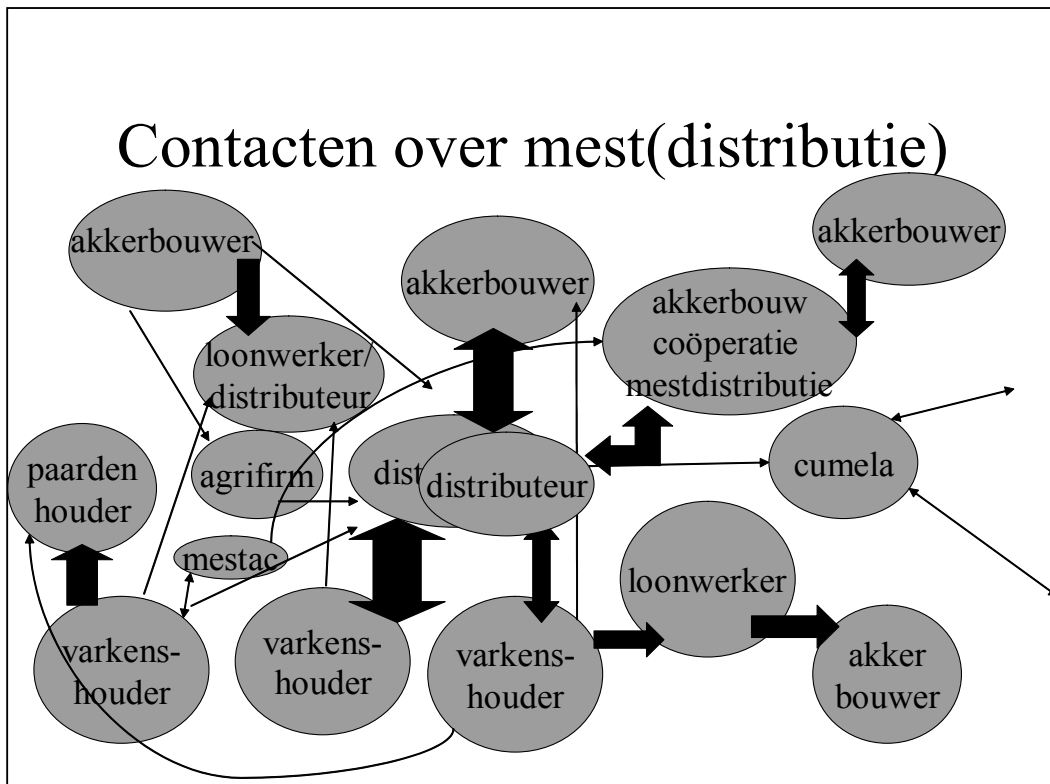 Contacten over mest(distributie)
akkerbouwer
akkerbouwer
akkerbouwer
akkerbouw
coöperatie
mestdistributie
loonwerker/
distributeur
paarden
houder
agrifirm
dist
distributeur
cumela
mestac
loonwerker
varkens-
houder
varkens-
houder
varkens-
houder
akker
bouwer